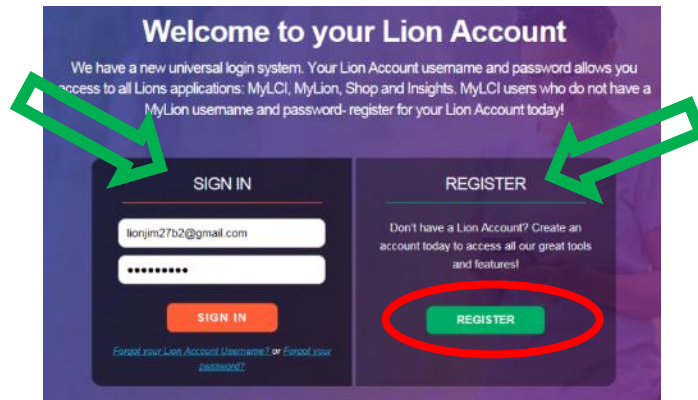 Welcome to your Lion Account
We have a new universal login system. Your Lion Account username and password allows you
access to all Lions applications: MyLCI, MyLion, Shop and Insights. MyLCI users who do not have a
MyLion username and password- register for your Lion Account today!
SIGN IN
lionjim27b2@gmail.com
•••••••••
SIGN IN
Forgot your Lion Account Username? or Forgot your
password?
REGISTER
Don't have a Lion Account? Create an
account today to access all our great tools
and features!
REGISTER